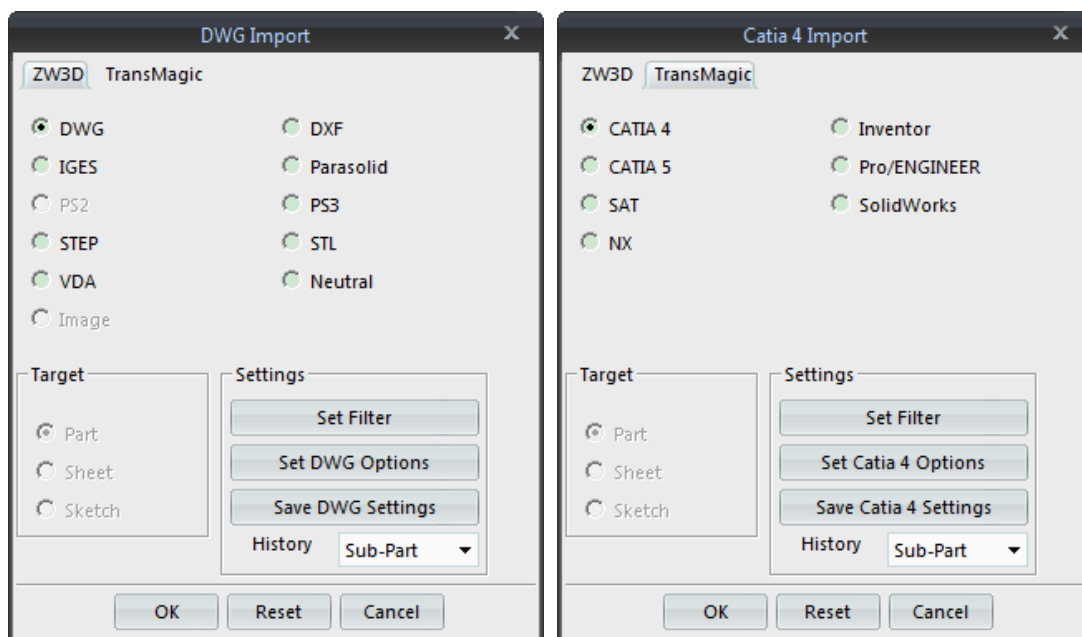 DWG Import X
ZW3D TransMagic
DWG DXF
IGES Parasolid
PS2 PS3
STEP STL
VDA Neutral
Image
Target Settings
Part Set Filter
Sheet Set DWG Options
Sketch Save DWG Settings
History Sub-Part
OK Reset Cancel
Catia 4 Import X
ZW3D TransMagic
CATIA 4 Inventor
CATIA 5 Pro/ENGINEER
SAT SolidWorks
NX
Target Settings
Part Set Filter
Sheet Set Catia 4 Options
Sketch Save Catia 4 Settings
History Sub-Part
OK Reset Cancel